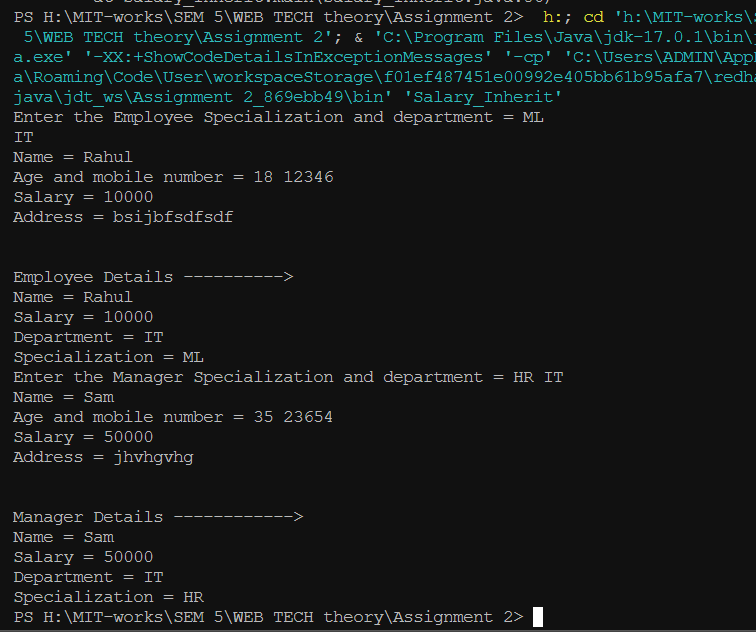 PS H:\MIT-works\SEM 5\WEB TECH theory\Assignment 2>  h:; cd 'h:\MIT-works\
 5\WEB TECH theory\Assignment 2'; & 'C:\Program Files\Java\jdk-17.0.1\bin\
a.exe' '-XX:+ShowCodeDetailsInExceptionMessages' '-cp' 'C:\Users\ADMIN\App
a\Roaming\Code\User\workspaceStorage\f01ef487451e00992e405bb61b95afa7\redha
java\jdt_ws\Assignment 2_869ebb49\bin' 'Salary_Inherit'
Enter the Employee Specialization and department = ML
IT
Name = Rahul
Age and mobile number = 18 12346
Salary = 10000
Address = bsijbfsdfsdf
Employee Details ---------->
Name = Rahul
Salary = 10000
Department = IT
Specialization = ML
Enter the Manager Specialization and department = HR IT
Name = Sam
Age and mobile number = 35 23654
Salary = 50000
Address = jhvhgvhg
Manager Details ------------>
Name = Sam
Salary = 50000
Department = IT
Specialization = HR
PS H:\MIT-works\SEM 5\WEB TECH theory\Assignment 2>